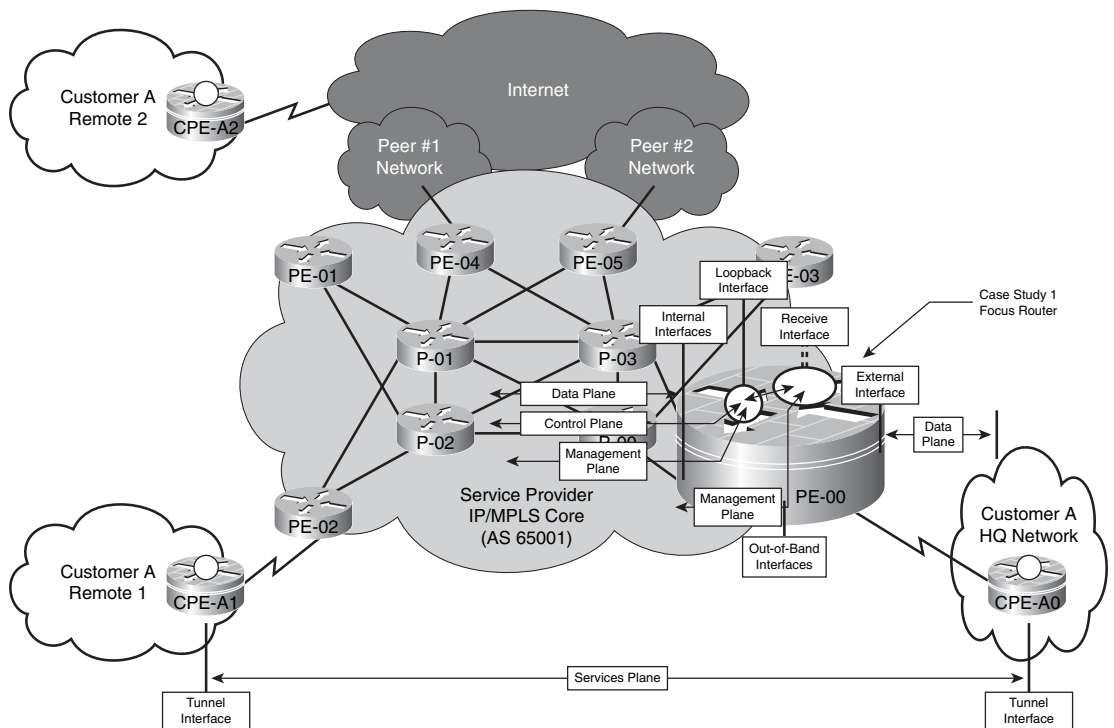 Internet
Customer A
Remote 2
CPE-A2
Peer #1
Network
Peer #2
Network
PE-01
PE-04
PE-05
Loopback
Interface
Internal
Interfaces
Receive
Interface
Case Study 1
Focus Router
P-01
P-03
External
Interface
Data Plane
Control Plane
P-02
Management
Plane
Data
Plane
Management
Plane
PE-00
PE-02
Service Provider
IP/MPLS Core
(AS 65001)
Out-of-Band
Interfaces
Customer A
HQ Network
Customer A
Remote 1
CPE-A1
CPE-A0
Services Plane
Tunnel
Interface
Tunnel
Interface